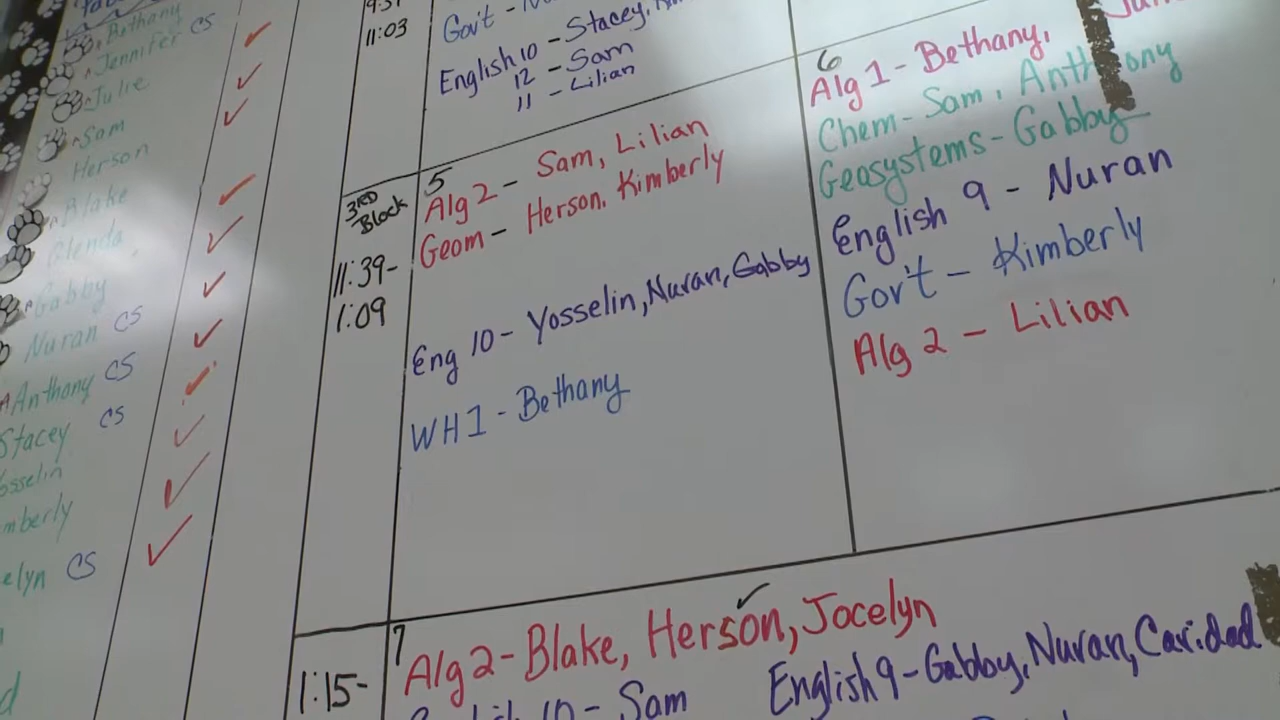 Bethany
Jennifer CS
Julie
Sam
Herson
Blake
Glenda
Gabby
Nuran CS
Anthony CS
Stacey CS
CS
11:03
Gov't -
English 10 - Stacey,
12 - Sam
11 - Lilian
3RD Block
11:39-
1:09
5
Alg 2 - Sam, Lilian
Geom - Herson, Kimberly
Eng 10 - Yosselin, Nuran, Gabby
WH1 - Bethany
6
Alg 1 - Bethany,
Chem - Sam, Anthony
Geosystems - Gabby
English 9 - Nuran
Gov't - Kimberly
Alg 2 - Lilian
1:15-
7
Alg 2 - Blake, Herson, Jocelyn
10 - Sam
English 9 - Gabby, Nuran, Caridad